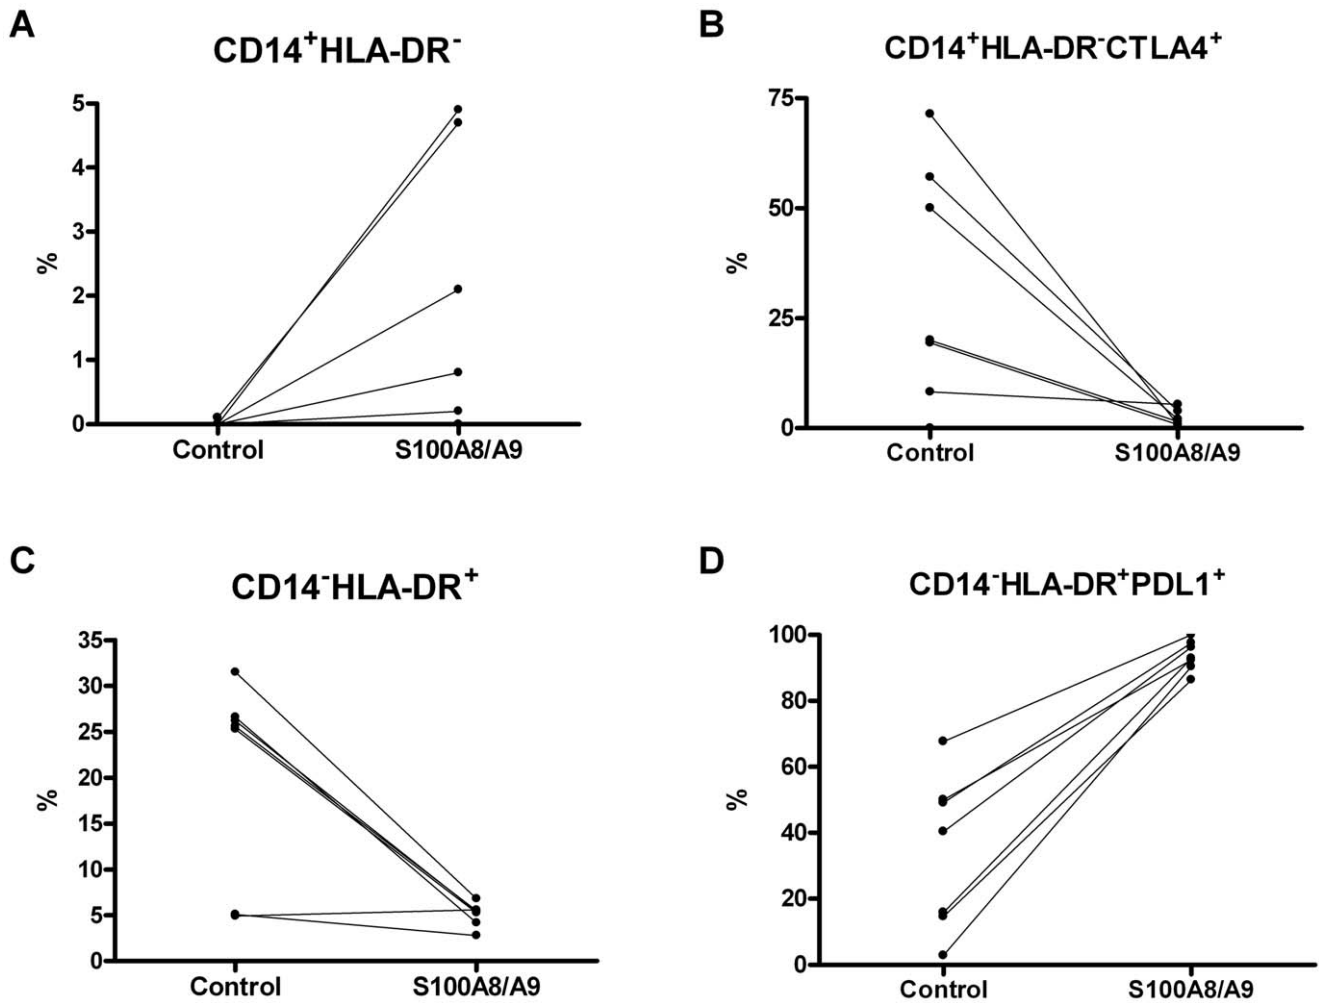 A
CD14⁺HLA-DR⁻
5
4
3
2
1
0
%
Control
S100A8/A9
B
CD14⁺HLA-DR⁻CTLA4⁺
75
50
25
0
%
Control
S100A8/A9
C
CD14⁻HLA-DR⁺
35
30
25
20
15
10
5
0
%
Control
S100A8/A9
D
CD14⁻HLA-DR⁺PDL1⁺
100
80
60
40
20
0
%
Control
S100A8/A9